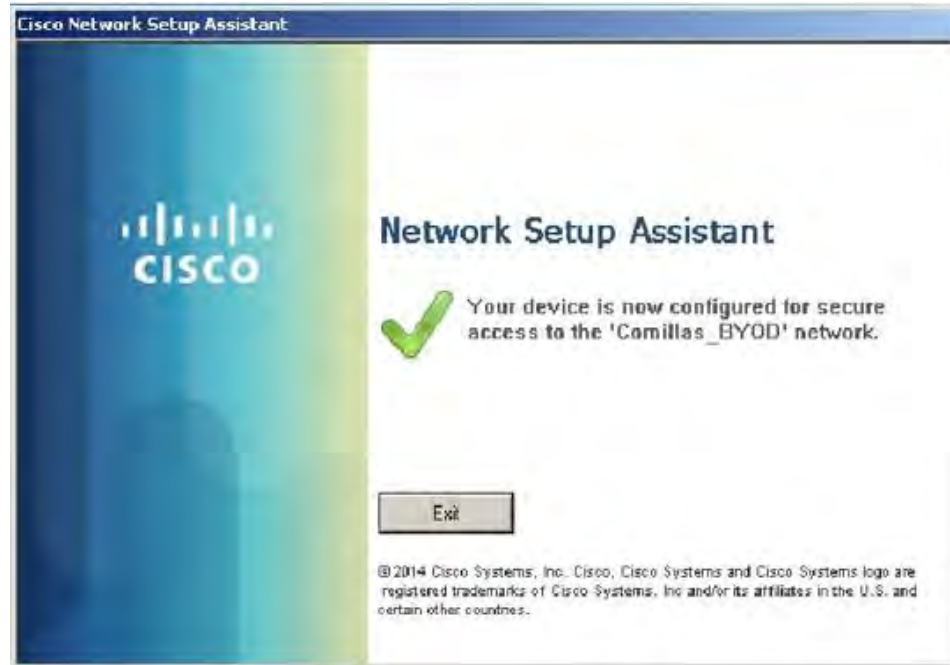 Cisco Network Setup Assistant
CISCO
Network Setup Assistant
Your device is now configured for secure
access to the 'Comillas_BYOD' network.
Exit
© 2014 Cisco Systems, Inc. Cisco, Cisco Systems and Cisco Systems logo are
registered trademarks of Cisco Systems, Inc and/or its affiliates in the U.S. and
certain other countries.